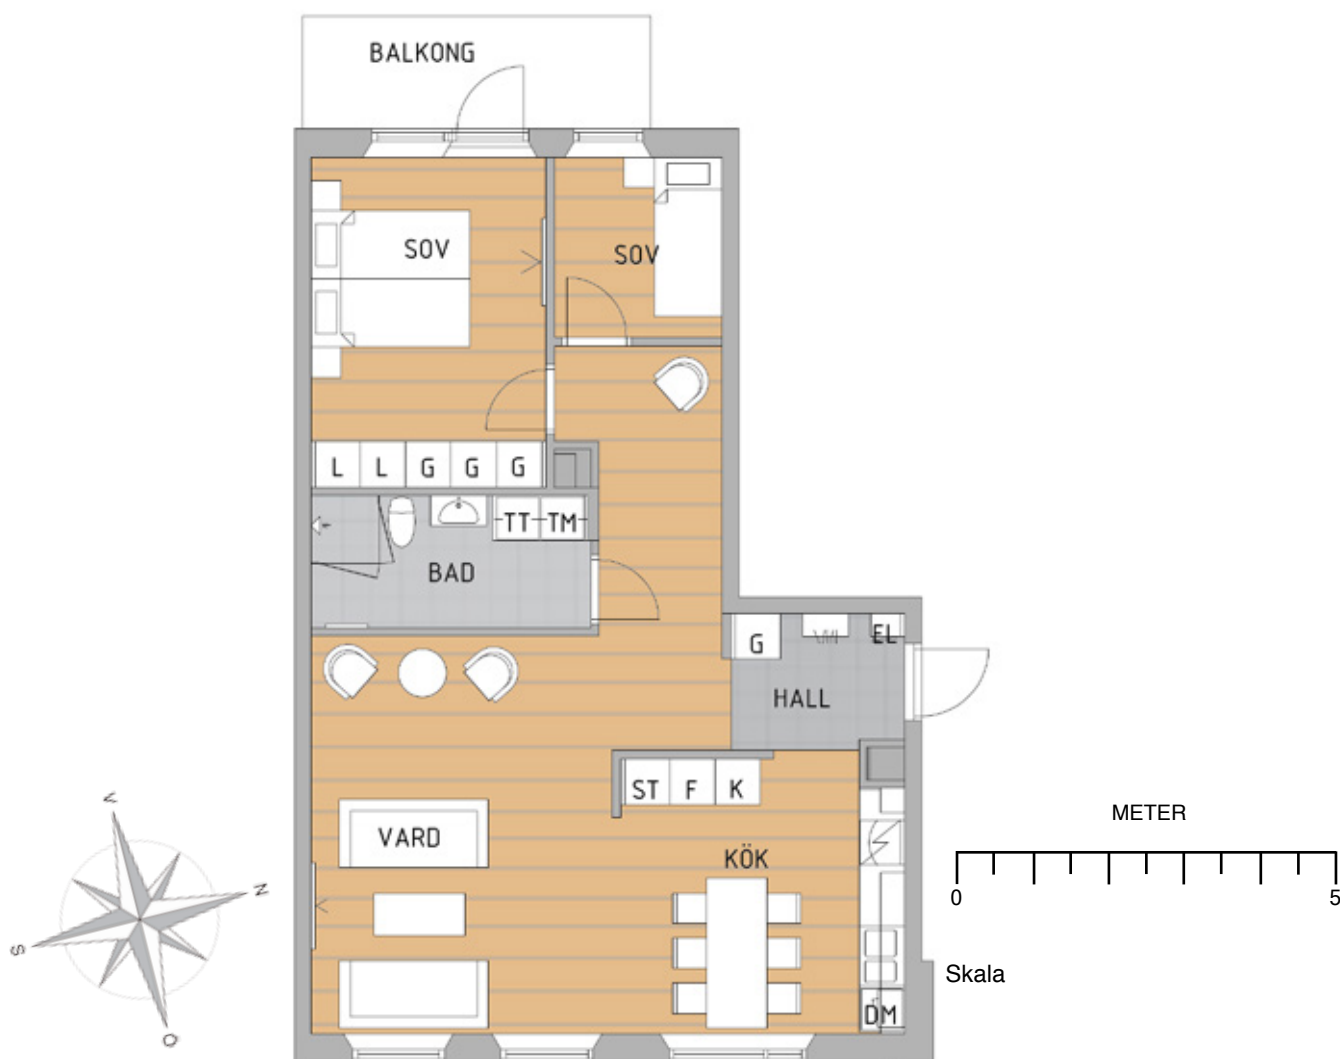 BALKONG
SOV
SOV
L L G G G
TT TM
BAD
G
EL
HALL
ST F K
VARD
KÖK
DM
V
N
S
O
METER
0 5
Skala